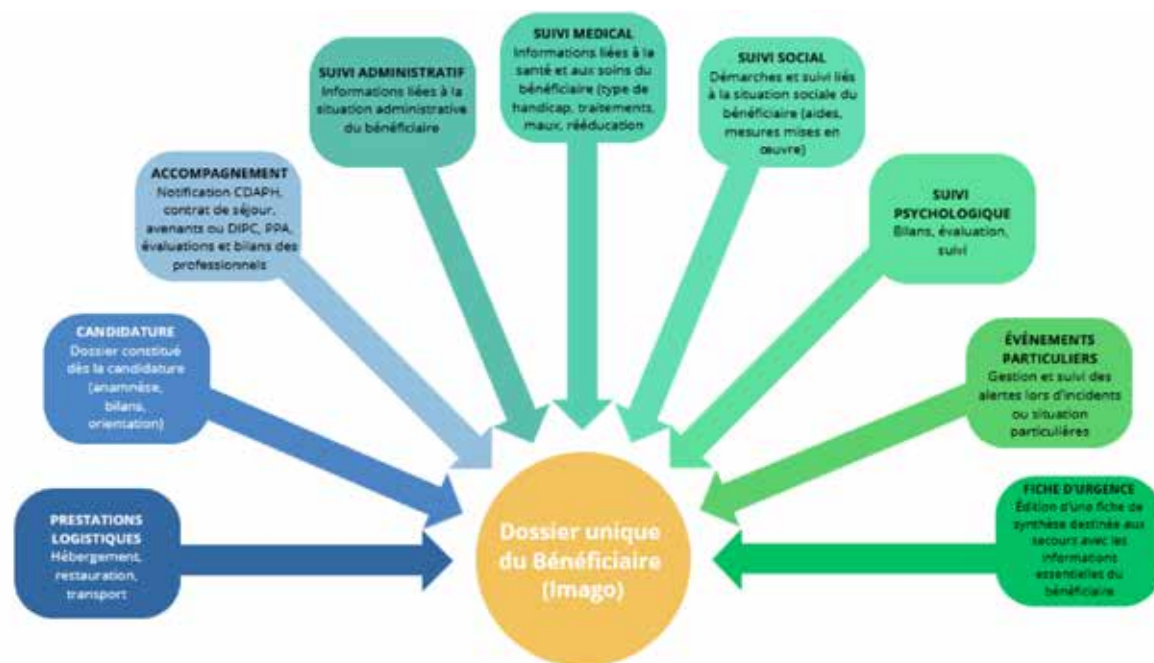 PRESTATIONS
LOGISTIQUES
Hébergement,
restauration,
transport
CANDIDATURE
Dossier constitué
dès la candidature
(anamnèse,
bilans,
orientation)
ACCOMPAGNEMENT
Notification CDAPH,
contrat de séjour,
avenants ou DIPC, PPA,
évaluations et bilans des
professionnels
SUIVI ADMINISTRATIF
Informations liées à la
situation administrative
du bénéficiaire
SUIVI MEDICAL
Informations liées à la
santé et aux soins du
bénéficiaire (type de
handicap, traitements,
maux, rééducation
SUIVI SOCIAL
Démarches et suivi liés
à la situation sociale du
bénéficiaire (aides,
mesures mises en
œuvre)
SUIVI
PSYCHOLOGIQUE
Bilans, évaluation,
suivi
ÉVÉNEMENTS
PARTICULIERS
Gestion et suivi des
alertes lors d'incidents
ou situation
particulières
FICHE D'URGENCE
Édition d'une fiche de
synthèse destinée aux
secours avec les
informations
essentielles du
bénéficiaire
Dossier unique
du Bénéficiaire
(Imago)